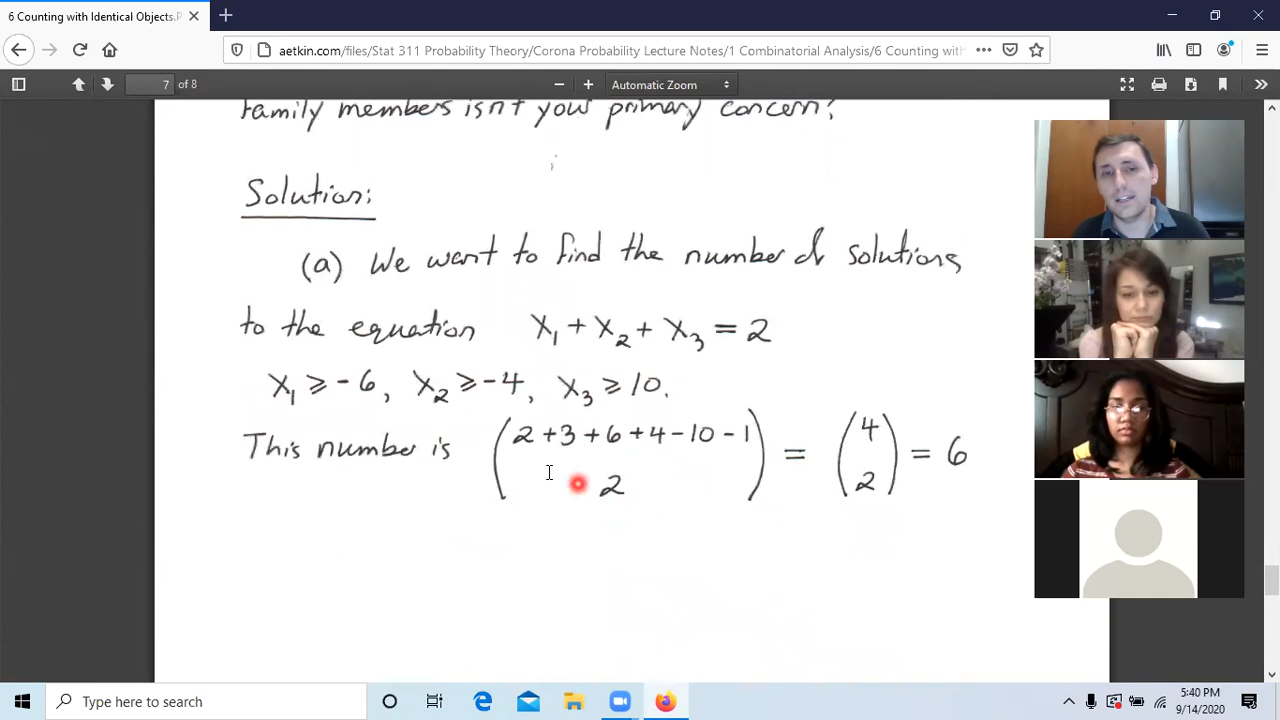 6 Counting with Identical Objects.P
aetkin.com/files/Stat 311 Probability Theory/Corona Probability Lecture Notes/1 Combinatorial Analysis/6 Counting with
7 of 8
Automatic Zoom
Family members isn't your primary concern?
Solution:
(a) We want to find the number of solutions
to the equation x₁ + x₂ + x₃ = 2
x₁ ≥ -6, x₂ ≥ -4, x₃ ≥ 10.
This number is (2+3+6+4-10-1 / 2) = (4 / 2) = 6
Type here to search
5:40 PM
9/14/2020